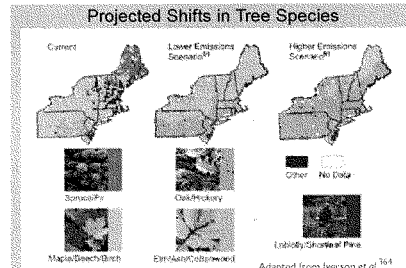 Projected Shifts in Tree Species
Current
Lower Emissions
Scenario
Higher Emissions
Scenario
Other No Data
Spruce/Fir
Oak/Hickory
Maple/Beech/Birch
Elm/Ash/Cottonwood
Loblolly/Shortleaf Pine
Adapted from Iverson et al.